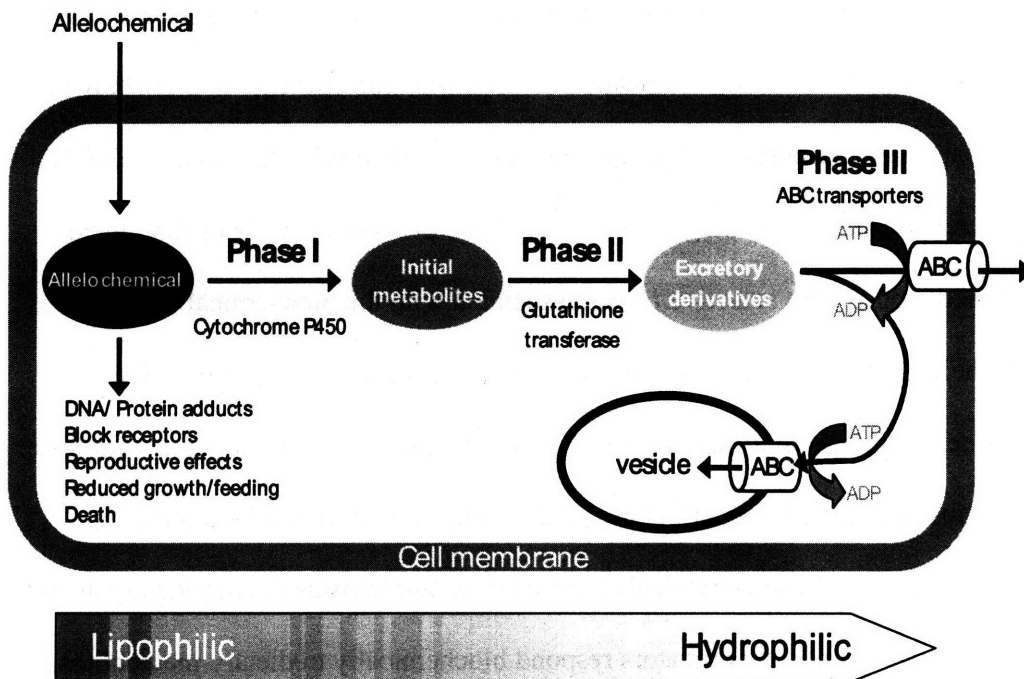 Allelochemical
Phase III
ABC transporters
ATP
ABC
ADP
Allelochemical
Phase I
Cytochrome P450
Initial
metabolites
Phase II
Glutathione
transferase
Excretory
derivatives
DNA/ Protein adducts
Block receptors
Reproductive effects
Reduced growth/feeding
Death
vesicle
ABC
ATP
ADP
Cell membrane
Lipophilic
Hydrophilic
respond